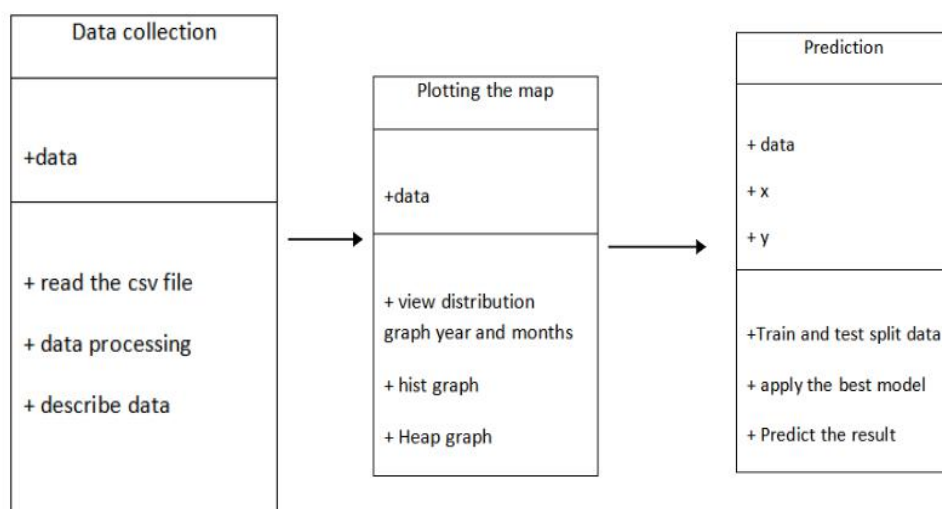 Data collection
+data
+ read the csv file
+ data processing
+ describe data
Plotting the map
+data
+ view distribution
graph year and months
+ hist graph
+ Heap graph
Prediction
+ data
+ x
+ y
+Train and test split data
+ apply the best model
+ Predict the result